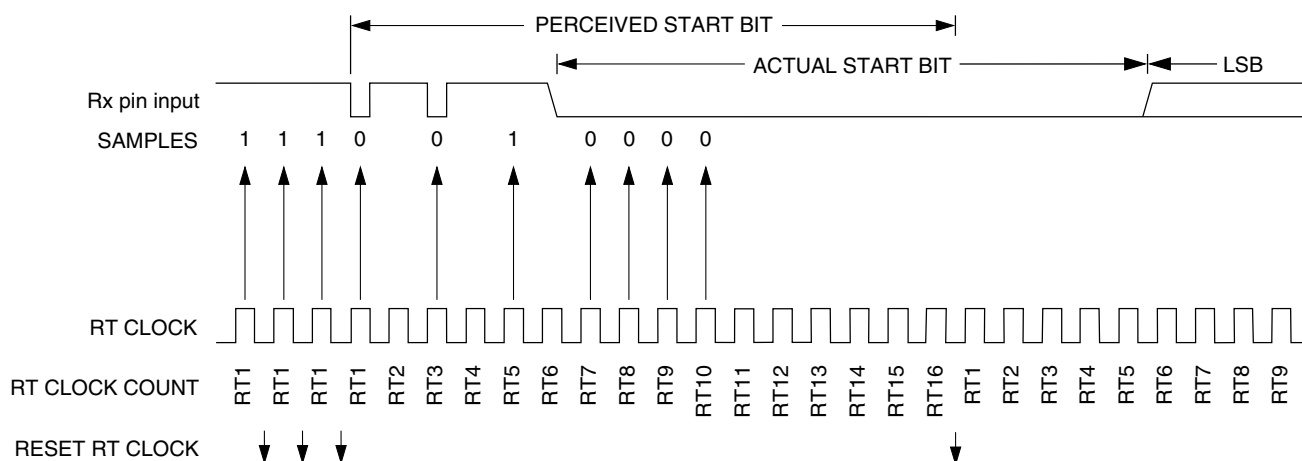 PERCEIVED START BIT
ACTUAL START BIT LSB
Rx pin input
SAMPLES 1 1 1 0 0 1 0 0 0 0
RT CLOCK
RT CLOCK COUNT RT1 RT1 RT1 RT1 RT2 RT3 RT4 RT5 RT6 RT7 RT8 RT9 RT10 RT11 RT12 RT13 RT14 RT15 RT16 RT1 RT2 RT3 RT4 RT5 RT6 RT7 RT8 RT9
RESET RT CLOCK